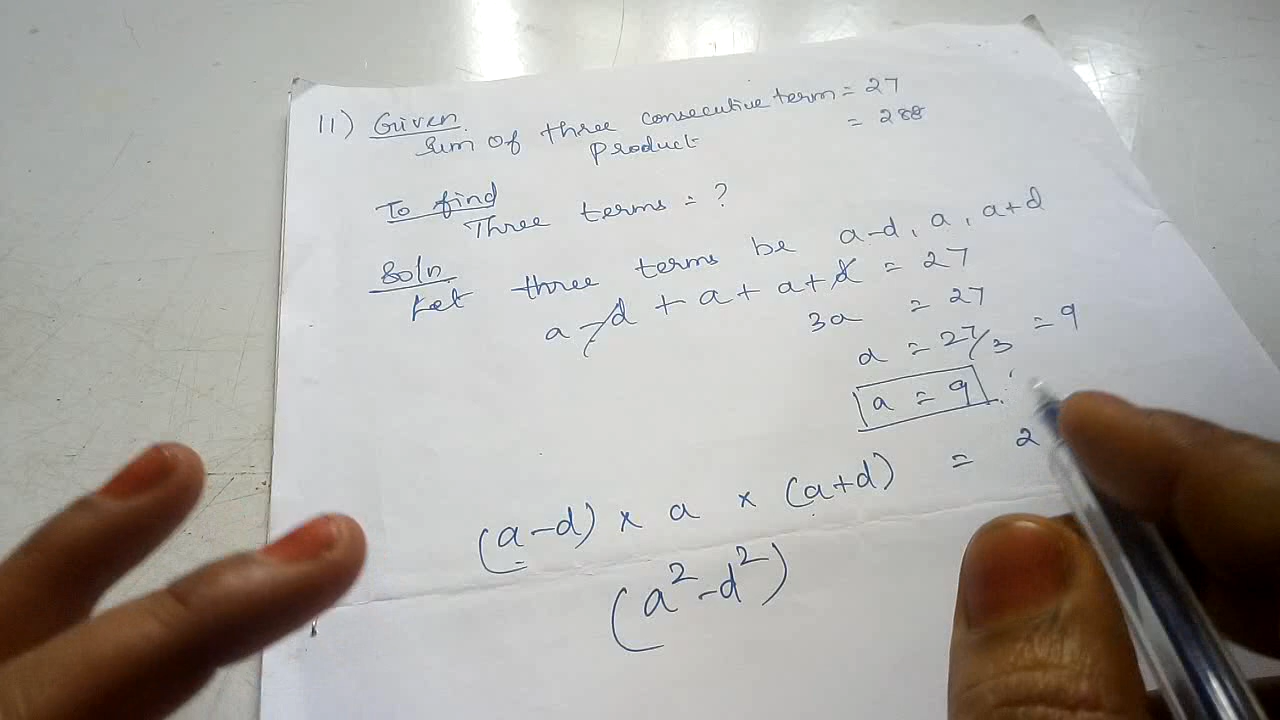 11) Given
Sum of three consecutive term = 27
product = 288
To find
Three terms = ?
Soln
Let three terms be a-d, a, a+d
a-d + a + a+d = 27
3a = 27
a = 27/3 = 9
a = 9
(a-d) × a × (a+d) = 2
(a²-d²)